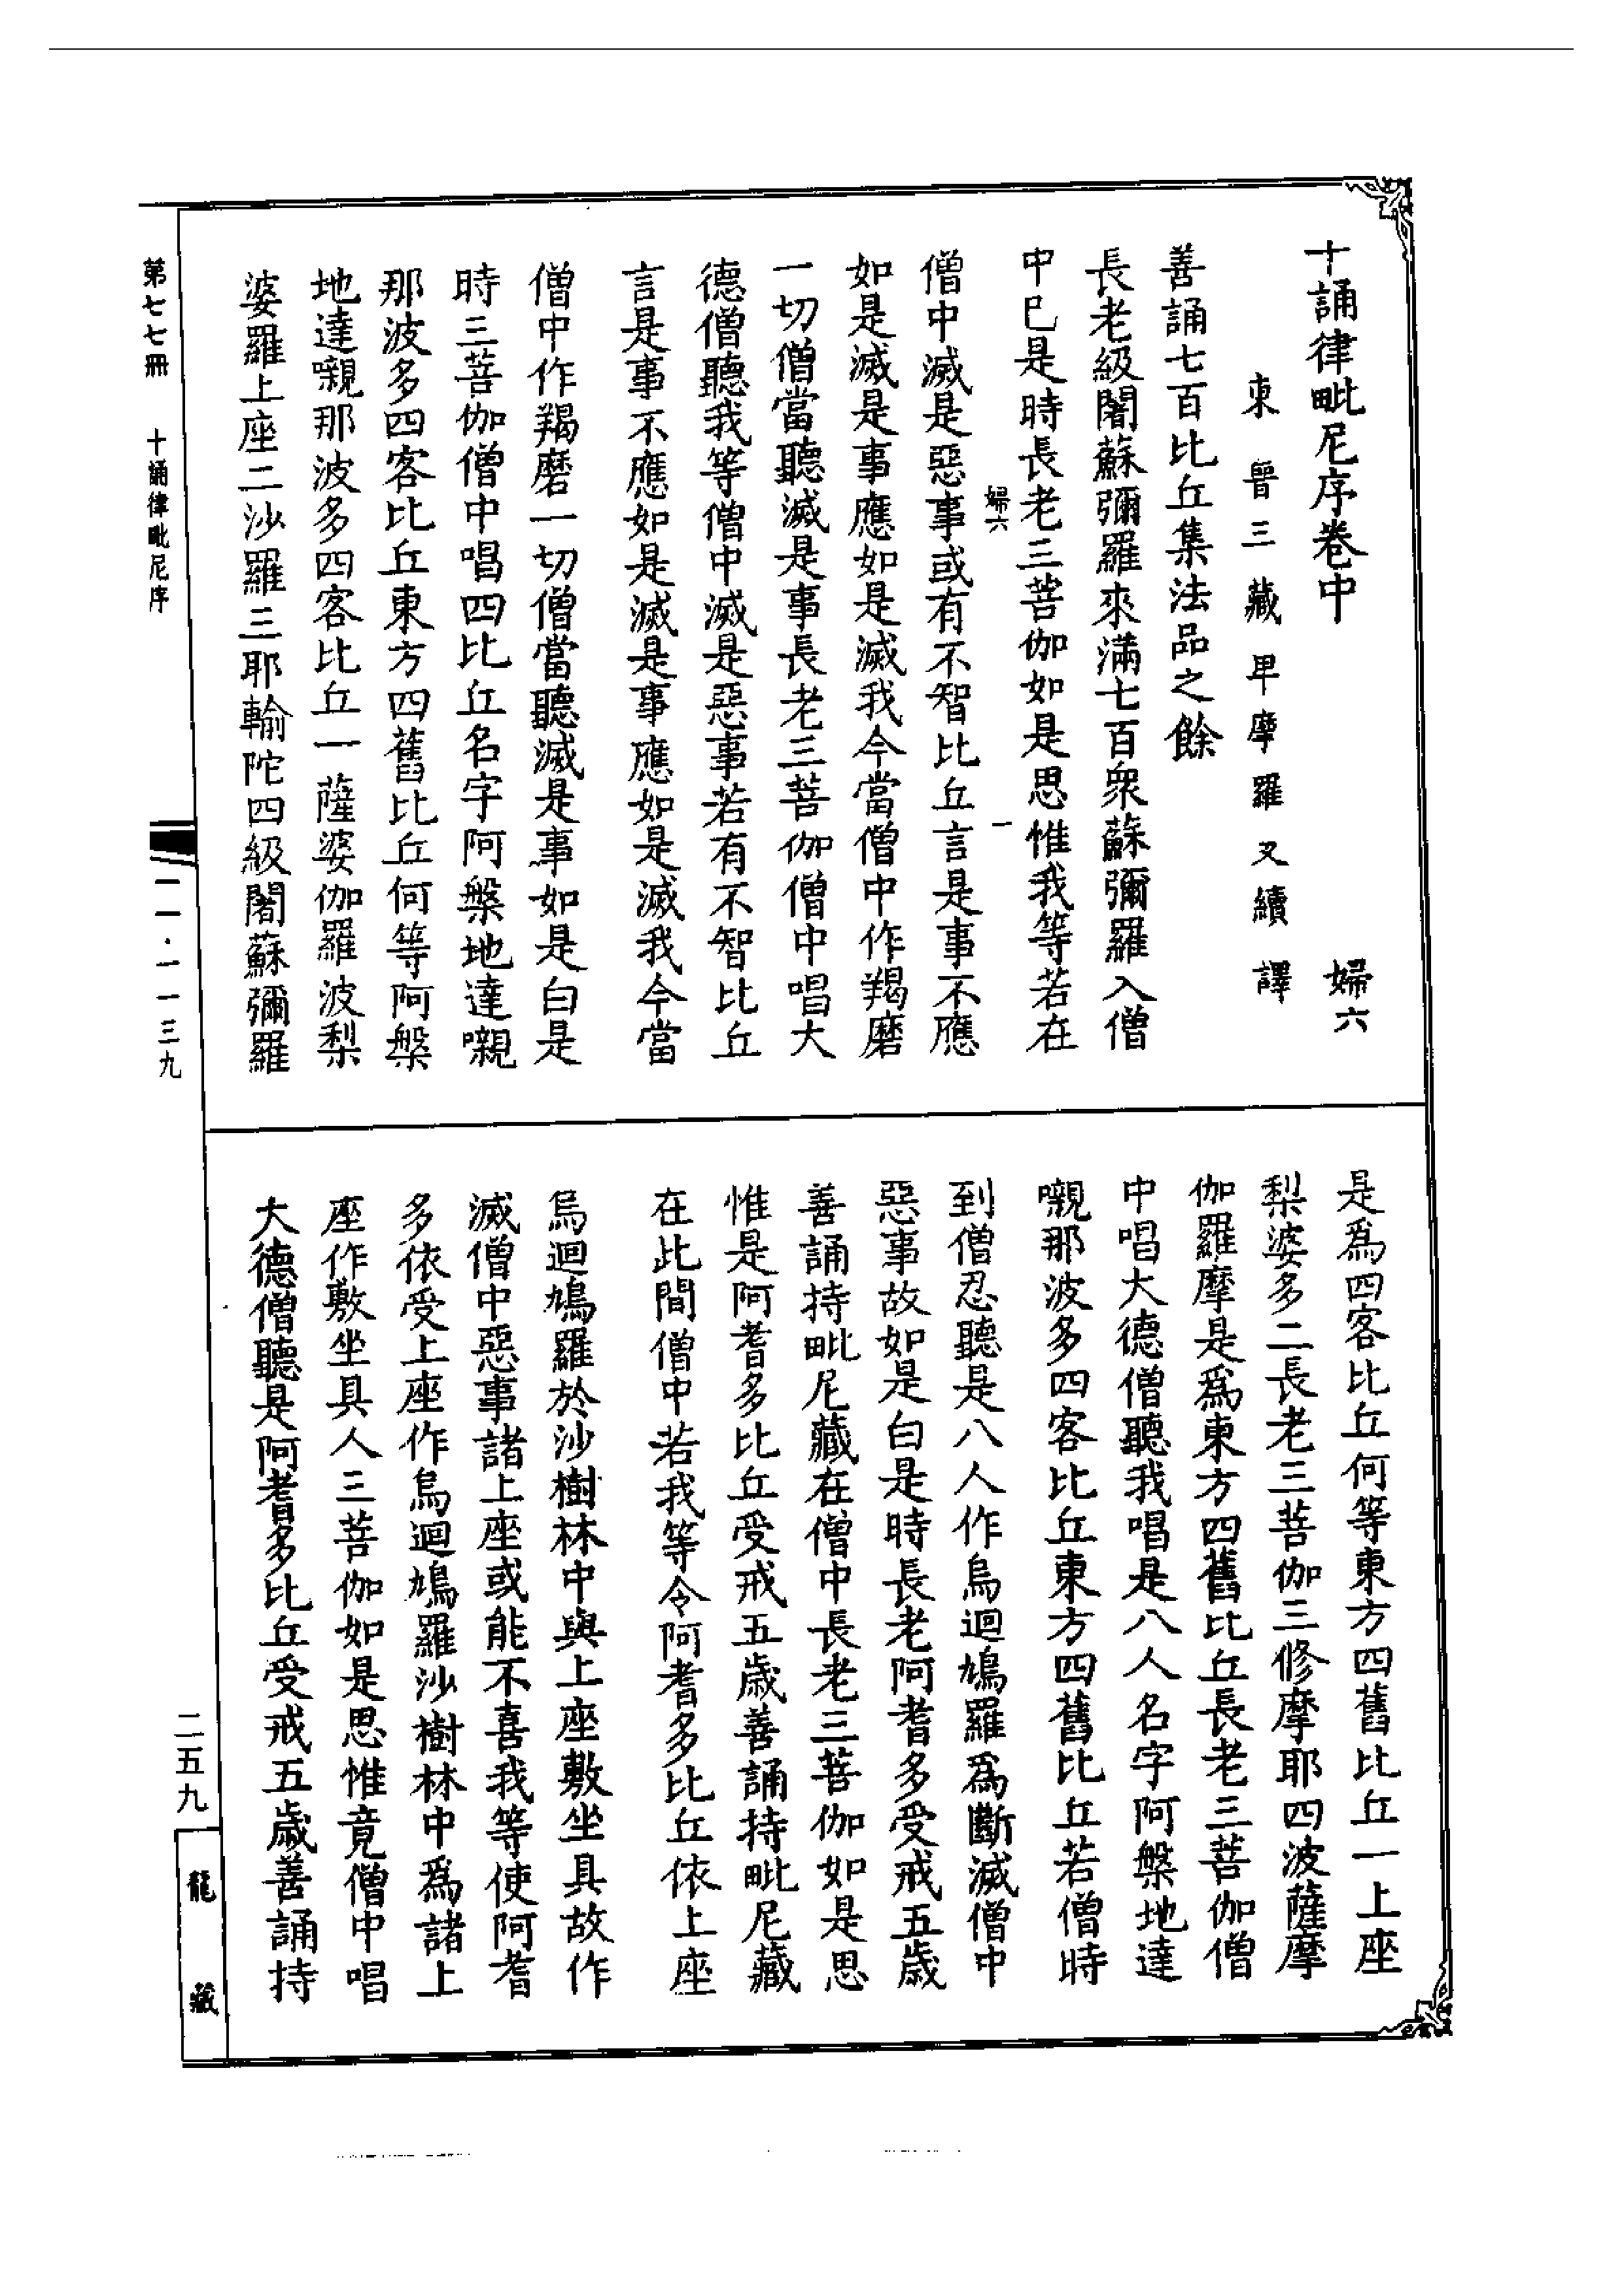 十誦律毗尼序卷中　婦六
東晉三藏卑摩羅叉續譯
善誦七百比丘集法品之餘
長老級闍蘇彌羅來滿七百眾蘇彌羅入僧
中巳是時長老三菩伽如是思惟我等若在
婦六　一
僧中滅是惡事或有不智比丘言是事不應
如是滅是事應如是滅我今當僧中作羯磨
一切僧當聽滅是事長老三菩伽僧中唱大
德僧聽我等僧中滅是惡事若有不智比丘
言是事不應如是滅是事應如是滅我今當
僧中作羯磨一切僧當聽滅是事如是白是
時三菩伽僧中唱四比丘名字阿槃地達嚫
那波多四客比丘東方四舊比丘何等阿槃
地達嚫那波多四客比丘一薩婆伽羅波梨
婆羅上座二沙羅三耶輸陀四級闍蘇彌羅
是爲四客比丘何等東方四舊比丘一上座
梨婆多二長老三菩伽三修摩耶四波薩摩
伽羅摩是爲東方四舊比丘長老三菩伽僧
中唱大德僧聽我唱是八人名字阿槃地達
嚫那波多四客比丘東方四舊比丘若僧時
到僧忍聽是八人作烏迴鳩羅爲斷滅僧中
惡事故如是白是時長老阿耆多受戒五歲
善誦持毗尼藏在僧中長老三菩伽如是思
惟是阿耆多比丘受戒五歲善誦持毗尼藏
在此間僧中若我等令阿耆多比丘依上座
烏迴鳩羅於沙樹林中與上座敷坐具故作
滅僧中惡事諸上座或能不喜我等使阿耆
多依受上座作烏迴鳩羅沙樹林中爲諸上
座作敷坐具人三菩伽如是思惟竟僧中唱
大德僧聽是阿耆多比丘受戒五歲善誦持
第七七冊　十誦律毗尼序
一一·一一三九
二五九
龍藏